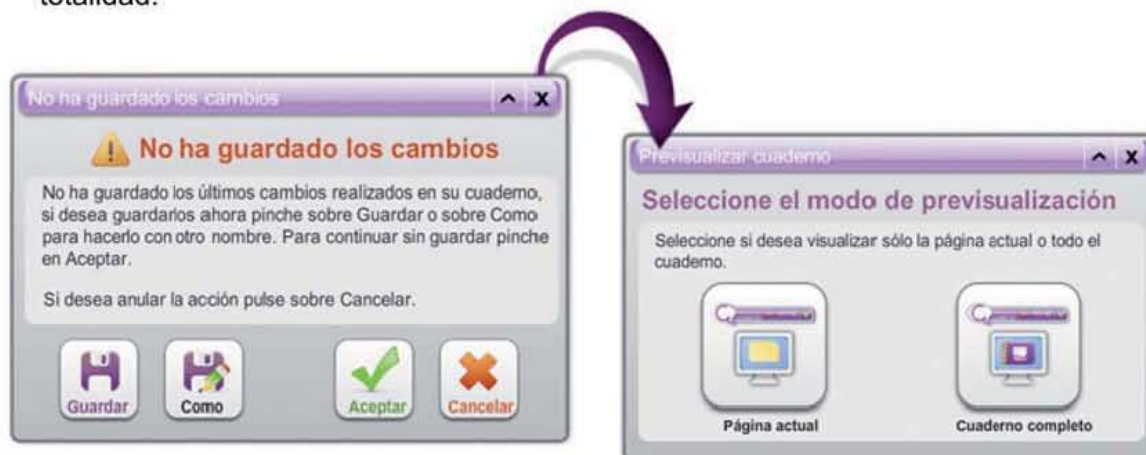 totalidad.
No ha guardado los cambios
No ha guardado los cambios
No ha guardado los últimos cambios realizados en su cuaderno,
si desea guardarlos ahora pinche sobre Guardar o sobre Como
para hacerlo con otro nombre. Para continuar sin guardar pinche
en Aceptar.
Si desea anular la acción pulse sobre Cancelar.
Guardar
Como
Aceptar
Cancelar
Previsualizar cuaderno
Seleccione el modo de previsualización
Seleccione si desea visualizar sólo la página actual o todo el
cuaderno.
Página actual
Cuaderno completo